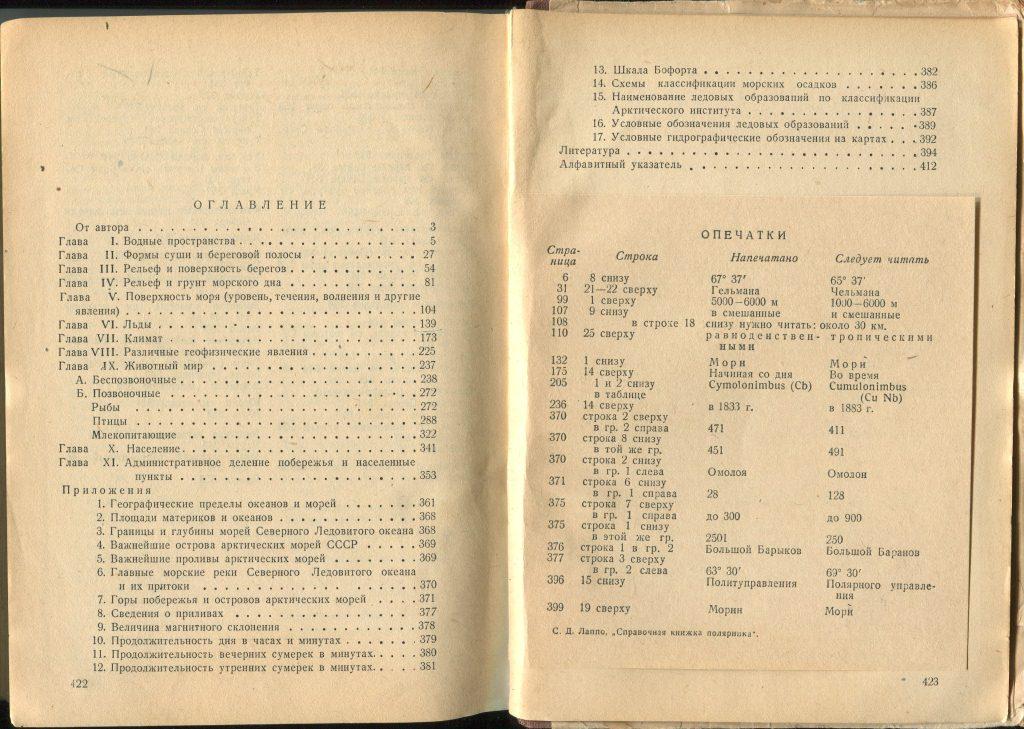 ОГЛАВЛЕНИЕ
От автора . . . . . . . . . . 3
Глава I. Водные пространства . . . . . . . . . . 5
Глава II. Формы суши и береговой полосы . . . . . . . . . . 27
Глава III. Рельеф и поверхность берегов . . . . . . . . . . 54
Глава IV. Рельеф и грунт морского дна . . . . . . . . . . 81
Глава V. Поверхность моря (уровень, течения, волнения и другие
явления) . . . . . . . . . . 104
Глава VI. Льды . . . . . . . . . . 139
Глава VII. Климат . . . . . . . . . . 173
Глава VIII. Различные геофизические явления . . . . . . . . . . 225
Глава IX. Животный мир . . . . . . . . . . 237
А. Беспозвоночные . . . . . . . . . . 238
Б. Позвоночные . . . . . . . . . . 272
Рыбы . . . . . . . . . . 272
Птицы . . . . . . . . . . 288
Млекопитающие . . . . . . . . . . 322
Глава X. Население . . . . . . . . . . 341
Глава XI. Административное деление побережья и населенные
пункты . . . . . . . . . . 353
Приложения
1. Географические пределы океанов и морей . . . . . 361
2. Площади материков и океанов . . . . . . . . . . 368
3. Границы и глубины морей Северного Ледовитого океана 368
4. Важнейшие острова арктических морей СССР . . . . . 369
5. Важнейшие проливы арктических морей . . . . . . . 369
6. Главные морские реки Северного Ледовитого океана
и их притоки . . . . . . . . . . 370
7. Горы побережья и островов арктических морей . . . . 371
8. Сведения о приливах . . . . . . . . . . 377
9. Величина магнитного склонения . . . . . . . . . . 378
10. Продолжительность дня в часах и минутах . . . . . . 379
11. Продолжительность вечерних сумерек в минутах. . . . 380
12. Продолжительность утренних сумерек в минутах. . . . 381
422
13. Шкала Бофорта . . . . . . . . . . 382
14. Схемы классификации морских осадков . . . . . . . 386
15. Наименование ледовых образований по классификации
Арктического института . . . . . . . . . . 387
16. Условные обозначения ледовых образований . . . . . 389
17. Условные гидрографические обозначения на картах . . . 392
Литература . . . . . . . . . . 394
Алфавитный указатель . . . . . . . . . . 412
ОПЕЧАТКИ
Стра-
ница Строка Напечатано Следует читать
6 8 снизу 67° 37′ 65° 37′
31 21—22 сверху Гельмана Чельмана
99 1 сверху 5000—6000 м 1000—6000 м
107 9 снизу в смешанные и смешанные
108 в строке 18 снизу нужно читать: около 30 км.
110 25 сверху равноденствен- тропическими
ными
132 1 снизу Мори Мори
175 14 сверху Начиная со дня Во время
205 1 и 2 снизу Cymolonimbus (Cb) Cumulonimbus
в таблице (Cu Nb)
236 14 сверху в 1833 г. в 1883 г.
370 строка 2 сверху
в гр. 2 справа 471 411
370 строка 8 снизу
в той же гр. 451 491
370 строка 2 снизу
в гр. 1 слева Омолоя Омолон
371 строка 6 снизу
в гр. 1 справа 28 128
375 строка 7 сверху
в гр. 1 справа до 300 до 900
375 строка 1 снизу
в этой же гр. 2501 250
376 строка 1 в гр. 2 Большой Барыков Большой Баранов
377 строка 3 сверху
в гр. 2 слева 63° 30′ 69° 30′
396 15 снизу Политуправления Полярного управле-
ния
399 19 сверху Морин Мори
С. Д. Лаппо. „Справочная книжка полярника".
423